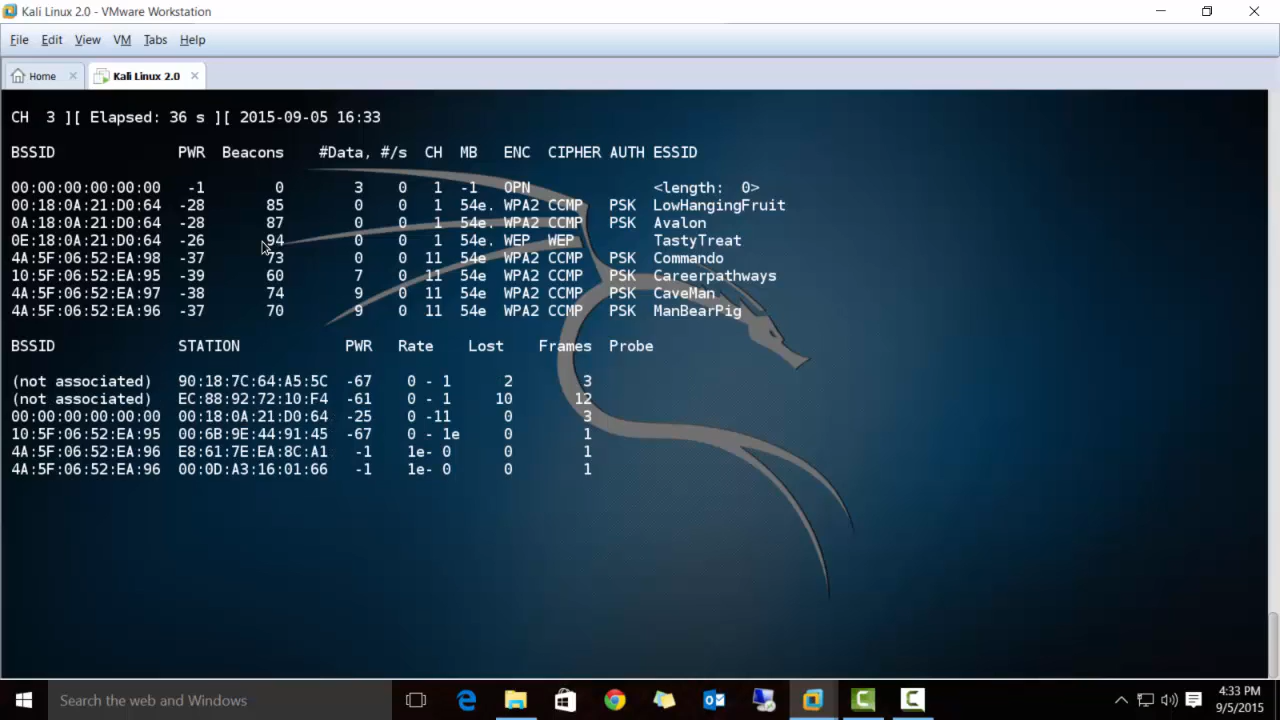 Kali Linux 2.0 - VMware Workstation
File Edit View VM Tabs Help
Home Kali Linux 2.0
CH 3 ][ Elapsed: 36 s ][ 2015-09-05 16:33
BSSID PWR Beacons #Data, #/s CH MB ENC CIPHER AUTH ESSID
00:00:00:00:00:00 -1 0 3 0 1 -1 OPN <length: 0>
00:18:0A:21:D0:64 -28 85 0 0 1 54e. WPA2 CCMP PSK LowHangingFruit
0A:18:0A:21:D0:64 -28 87 0 0 1 54e. WPA2 CCMP PSK Avalon
0E:18:0A:21:D0:64 -26 94 0 0 1 54e. WEP WEP TastyTreat
4A:5F:06:52:EA:98 -37 73 0 0 11 54e WPA2 CCMP PSK Commando
10:5F:06:52:EA:95 -39 60 7 0 11 54e WPA2 CCMP PSK Careerpathways
4A:5F:06:52:EA:97 -38 74 9 0 11 54e WPA2 CCMP PSK CaveMan
4A:5F:06:52:EA:96 -37 70 9 0 11 54e WPA2 CCMP PSK ManBearPig
BSSID STATION PWR Rate Lost Frames Probe
(not associated) 90:18:7C:64:A5:5C -67 0 - 1 2 3
(not associated) EC:88:92:72:10:F4 -61 0 - 1 10 12
00:00:00:00:00:00 00:18:0A:21:D0:64 -25 0 -11 0 3
10:5F:06:52:EA:95 00:6B:9E:44:91:45 -67 0 - 1e 0 1
4A:5F:06:52:EA:96 E8:61:7E:EA:8C:A1 -1 1e- 0 0 1
4A:5F:06:52:EA:96 00:0D:A3:16:01:66 -1 1e- 0 0 1
Search the web and Windows
4:33 PM
9/5/2015